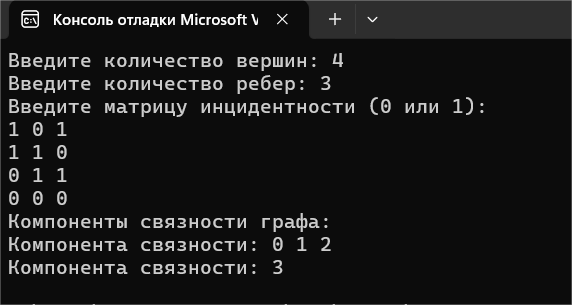 Консоль отладки Microsoft V
Введите количество вершин: 4
Введите количество ребер: 3
Введите матрицу инцидентности (0 или 1):
1 0 1
1 1 0
0 1 1
0 0 0
Компоненты связности графа:
Компонента связности: 0 1 2
Компонента связности: 3